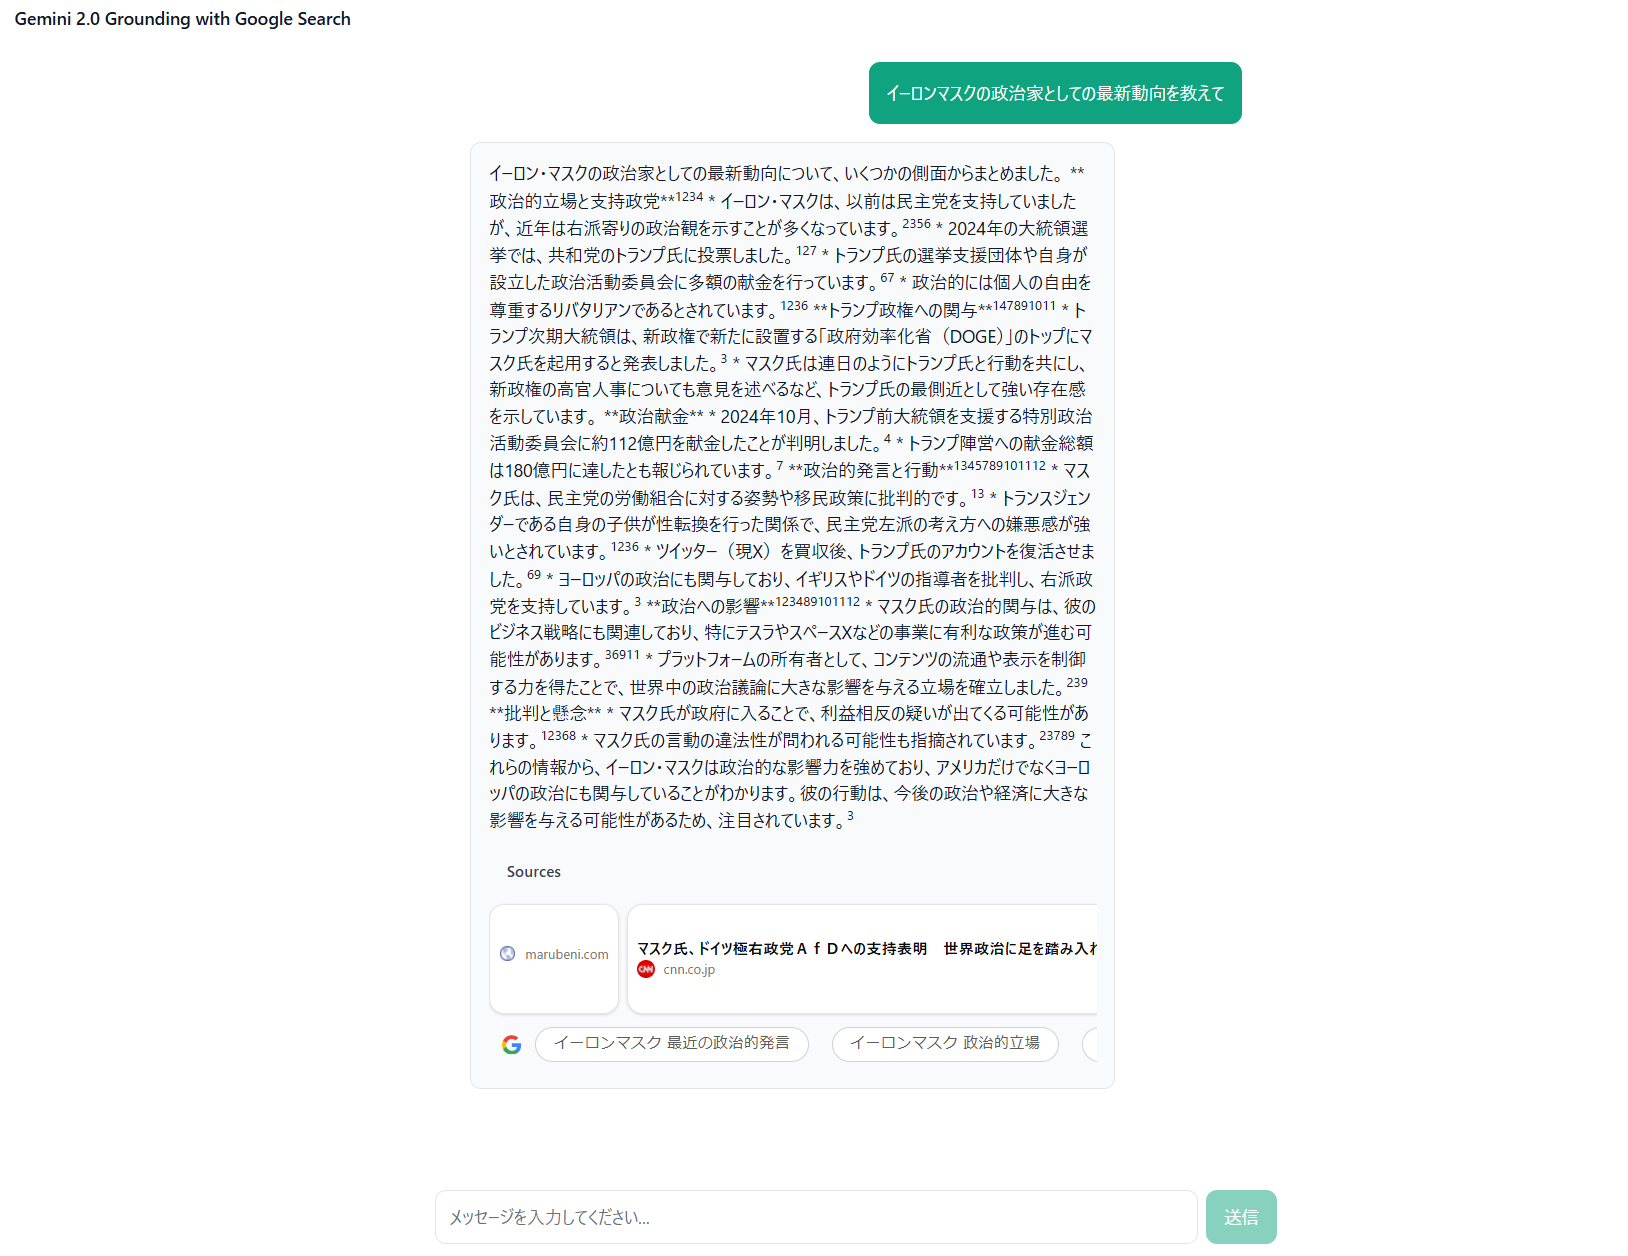 Gemini 2.0 Grounding with Google Search
イーロンマスクの政治家としての最新動向を教えて
イーロン・マスクの政治家としての最新動向について、いくつかの側面からまとめました。 **
政治的立場と支持政党**1234 * イーロン・マスクは、以前は民主党を支持していました
が、近年は右派寄りの政治観を示すことが多くなっています。2356 * 2024年の大統領選
挙では、共和党のトランプ氏に投票しました。127 * トランプ氏の選挙支援団体や自身が
設立した政治活動委員会に多額の献金を行っています。67 * 政治的には個人の自由を
尊重するリバタリアンであるとされています。1236 **トランプ政権への関与**147891011 * ト
ランプ次期大統領は、新政権で新たに設置する「政府効率化省（DOGE）」のトップにマ
スク氏を起用すると発表しました。3 * マスク氏は連日のようにトランプ氏と行動を共にし、
新政権の高官人事についても意見を述べるなど、トランプ氏の最側近として強い存在感
を示しています。 **政治献金** * 2024年10月、トランプ前大統領を支援する特別政治
活動委員会に約112億円を献金したことが判明しました。4 * トランプ陣営への献金総額
は180億円に達したとも報じられています。7 **政治的発言と行動**1345789101112 * マス
ク氏は、民主党の労働組合に対する姿勢や移民政策に批判的です。13 * トランスジェン
ダーである自身の子供が性転換を行った関係で、民主党左派の考え方への嫌悪感が強
いとされています。1236 * ツイッター（現X）を買収後、トランプ氏のアカウントを復活させま
した。69 * ヨーロッパの政治にも関与しており、イギリスやドイツの指導者を批判し、右派政
党を支持しています。3 **政治への影響**123489101112 * マスク氏の政治的関与は、彼の
ビジネス戦略にも関連しており、特にテスラやスペースXなどの事業に有利な政策が進む可
能性があります。36911 * プラットフォームの所有者として、コンテンツの流通や表示を制御
する力を得たことで、世界中の政治議論に大きな影響を与える立場を確立しました。239
**批判と懸念** * マスク氏が政府に入ることで、利益相反の疑いが出てくる可能性があ
ります。12368 * マスク氏の言動の違法性が問われる可能性も指摘されています。23789 こ
れらの情報から、イーロン・マスクは政治的な影響力を強めており、アメリカだけでなくヨーロ
ッパの政治にも関与していることがわかります。彼の行動は、今後の政治や経済に大きな
影響を与える可能性があるため、注目されています。3
Sources
marubeni.com
マスク氏、ドイツ極右政党ＡｆＤへの支持表明　世界政治に足を踏み入れ
cnn.co.jp
イーロンマスク 最近の政治的発言
イーロンマスク 政治的立場
メッセージを入力してください...
送信